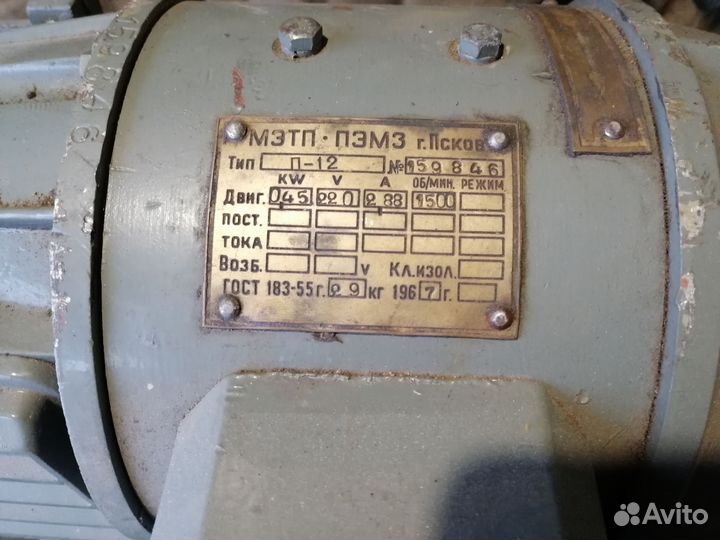 МЭТП · ПЭМЗ г.Псков
Тип П-12 № 159846
KW V A ОБ/МИН. РЕЖИМ
Двиг. 0,45 220 2,88 1500
ПОСТ.
ТОКА
Возб. V Кл.изол.
ГОСТ 183-55 г. 29 кг 1967 г.
Avito